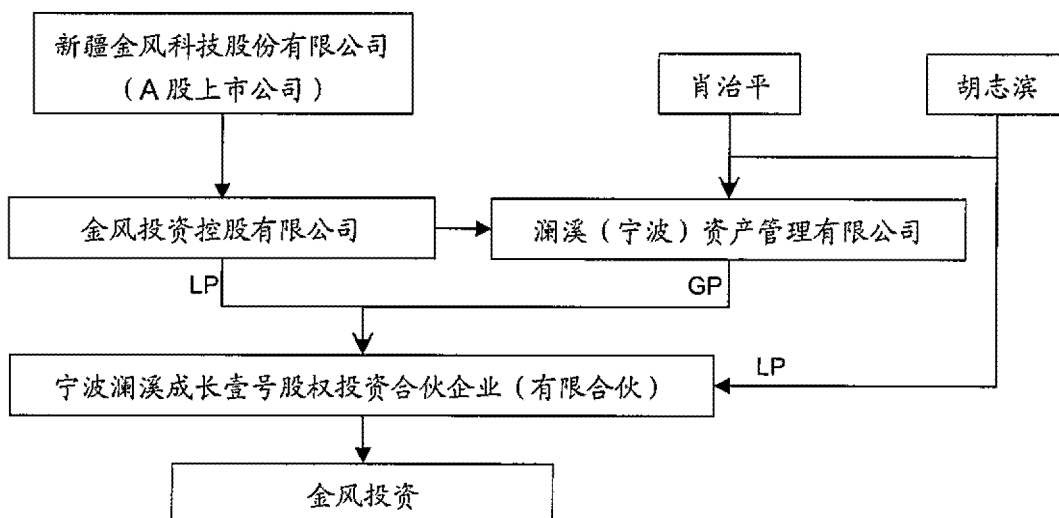 新疆金风科技股份有限公司
（A 股上市公司）
肖治平
胡志滨
金风投资控股有限公司
澜溪（宁波）资产管理有限公司
LP
GP
宁波澜溪成长壹号股权投资合伙企业（有限合伙）
LP
金风投资